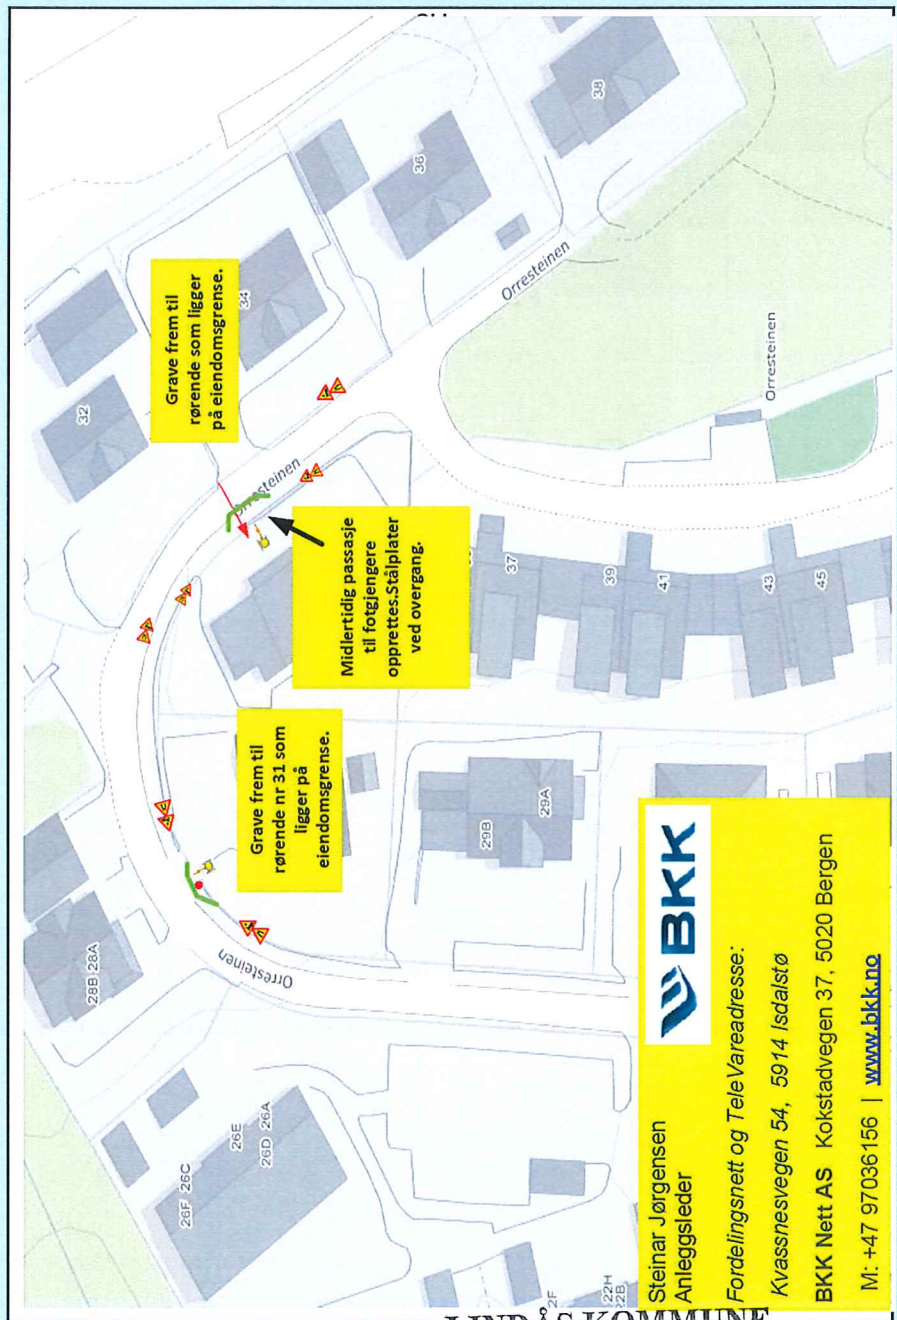 Grave frem til
rørende som ligger
på eiendomsgrense.
Midlertidig passasje
til fotgjengere
opprettes.Stålplater
ved overgang.
Grave frem til
rørende nr 31 som
ligger på
eiendomsgrense.
38
36
34
32
Orresteinen
Orresteinen
Orresteinen
Orresteinen
37
39
41
43
45
29B
29A
28B 28A
26F 26C
26E
26D 26A
2F
22H
22B
BKK
Steinar Jørgensen
Anleggsleder
Fordelingsnett og TeleVareadresse:
Kvassnesvegen 54, 5914 Isdalstø
BKK Nett AS Kokstadvegen 37, 5020 Bergen
M: +47 97036156 | www.bkk.no
LINDÅS KOMMUNE